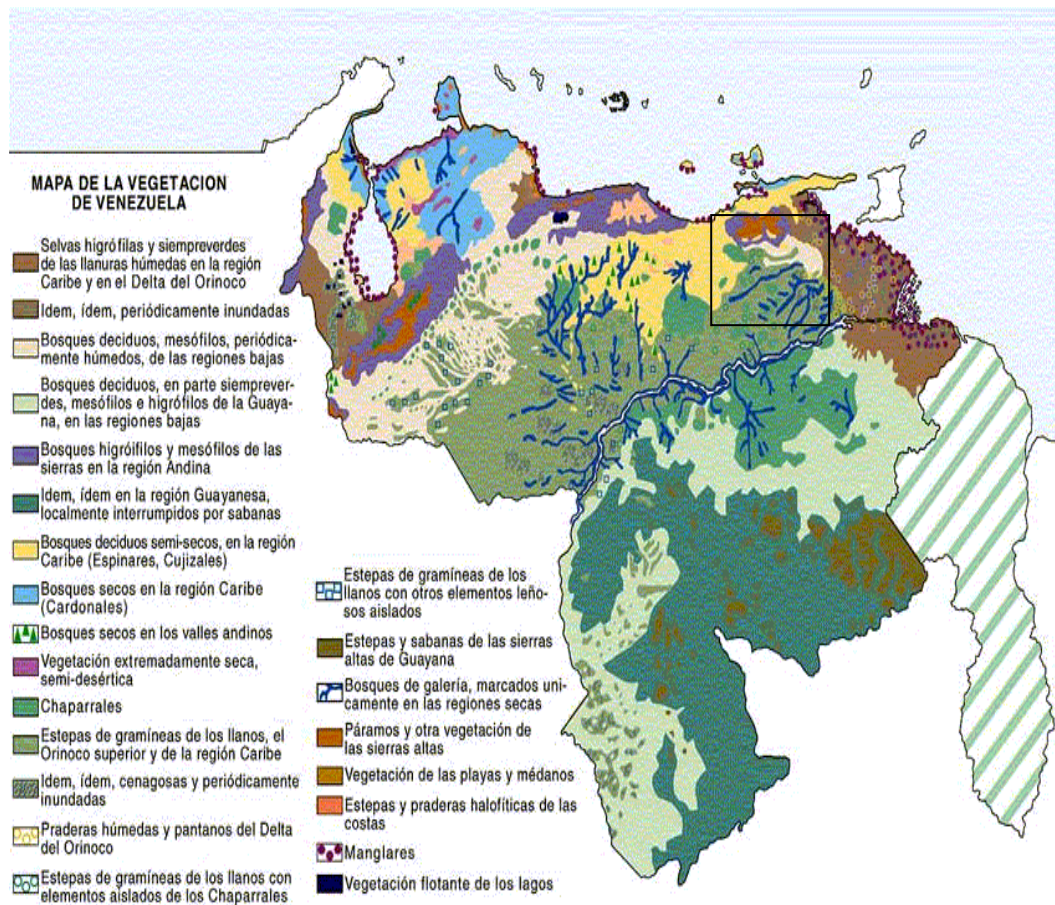 MAPA DE LA VEGETACION
DE VENEZUELA
Selvas higrófilas y siempreverdes
de las llanuras húmedas en la región
Caribe y en el Delta del Orinoco
Idem, ídem, periódicamente inundadas
Bosques deciduos, mesófilos, periódica-
mente húmedos, de las regiones bajas
Bosques deciduos, en parte siemprever-
des, mesófilos e higrófilos de la Guaya-
na, en las regiones bajas
Bosques higróifilos y mesófilos de las
sierras en la región Andina
Idem, ídem en la región Guayanesa,
localmente interrumpidos por sabanas
Bosques deciduos semi-secos, en la región
Caribe (Espinares, Cujizales)
Bosques secos en la región Caribe
(Cardonales)
Bosques secos en los valles andinos
Vegetación extremadamente seca,
semi-desértica
Chaparrales
Estepas de gramíneas de los llanos, el
Orinoco superior y de la región Caribe
Idem, ídem, cenagosas y periódicamente
inundadas
Praderas húmedas y pantanos del Delta
del Orinoco
Estepas de gramíneas de los llanos con
elementos aislados de los Chaparrales
Estepas de gramíneas de los
llanos con otros elementos leño-
sos aislados
Estepas y sabanas de las sierras
altas de Guayana
Bosques de galería, marcados uni-
camente en las regiones secas
Páramos y otra vegetación de
las sierras altas
Vegetación de las playas y médanos
Estepas y praderas halofíticas de las
costas
Manglares
Vegetación flotante de los lagos